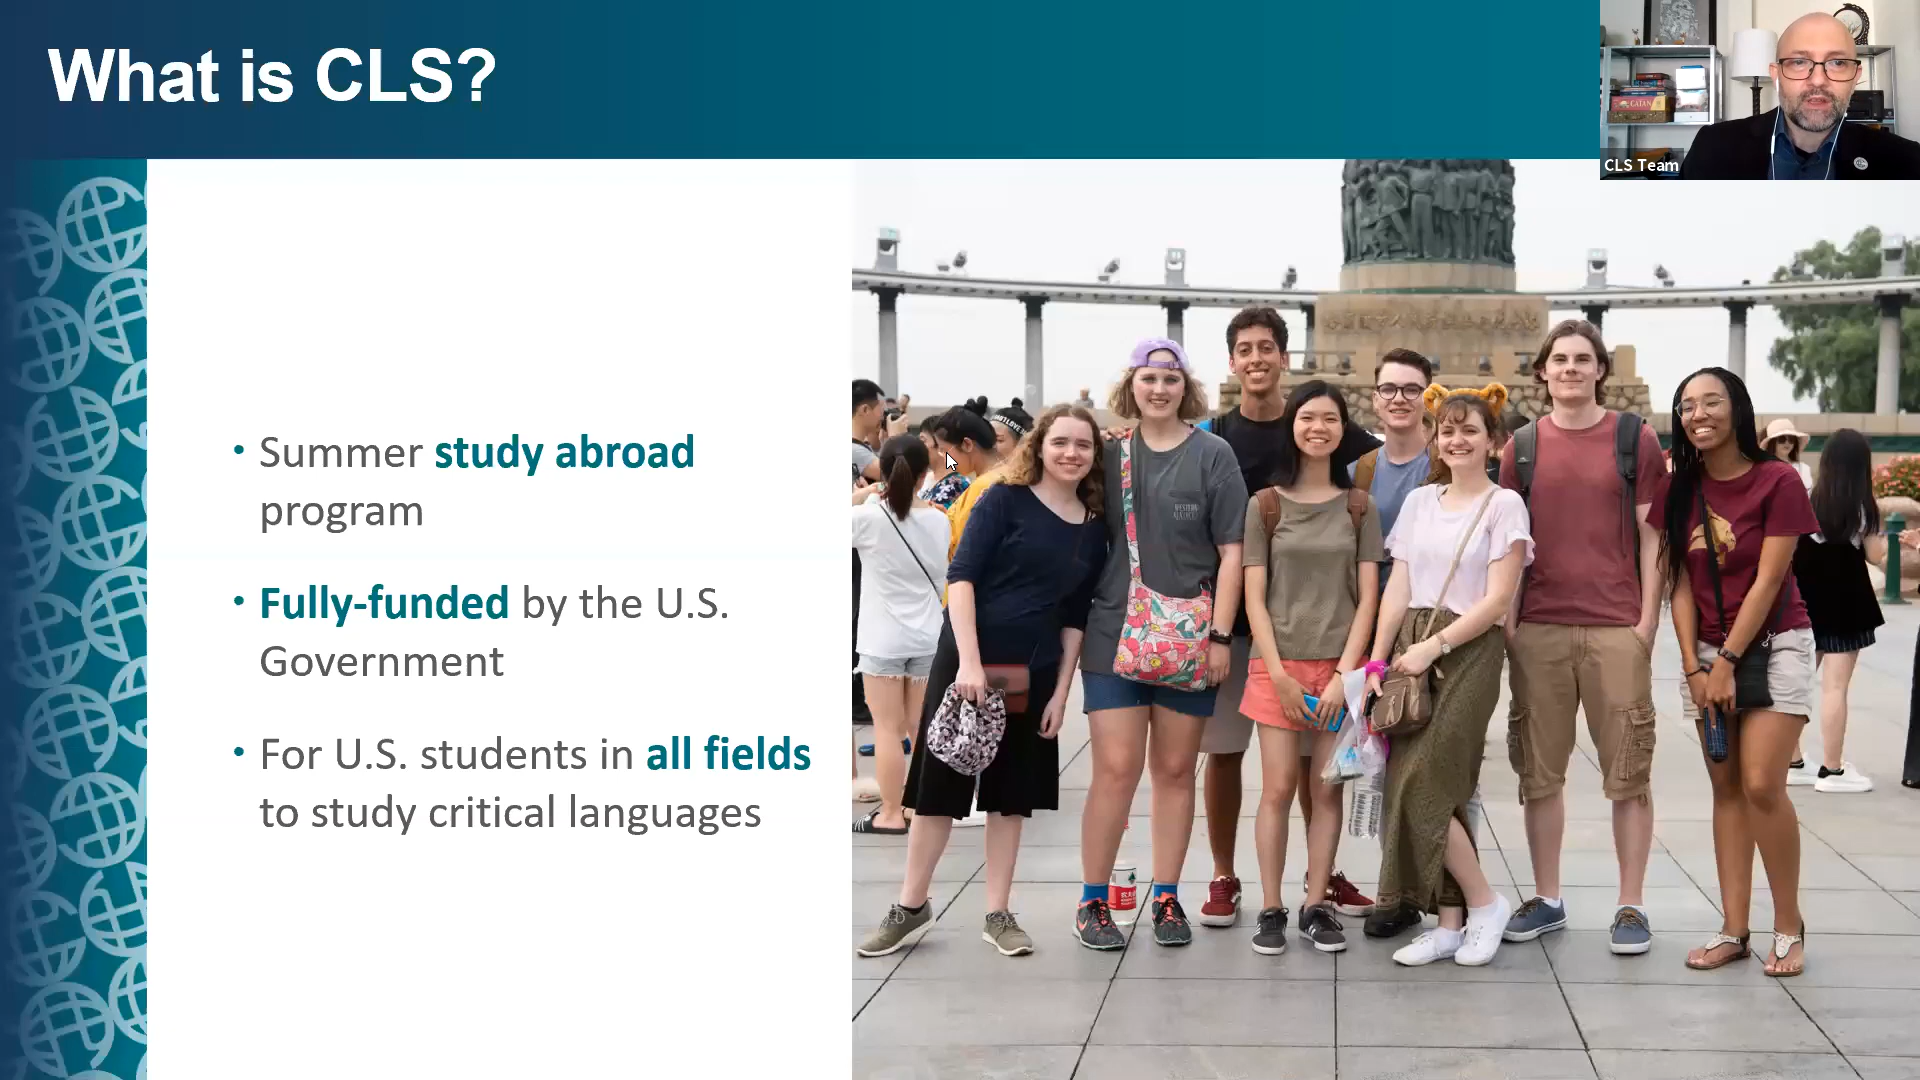 What is CLS?
CATAN
CLS Team
• Summer study abroad
program
• Fully-funded by the U.S.
Government
• For U.S. students in all fields
to study critical languages